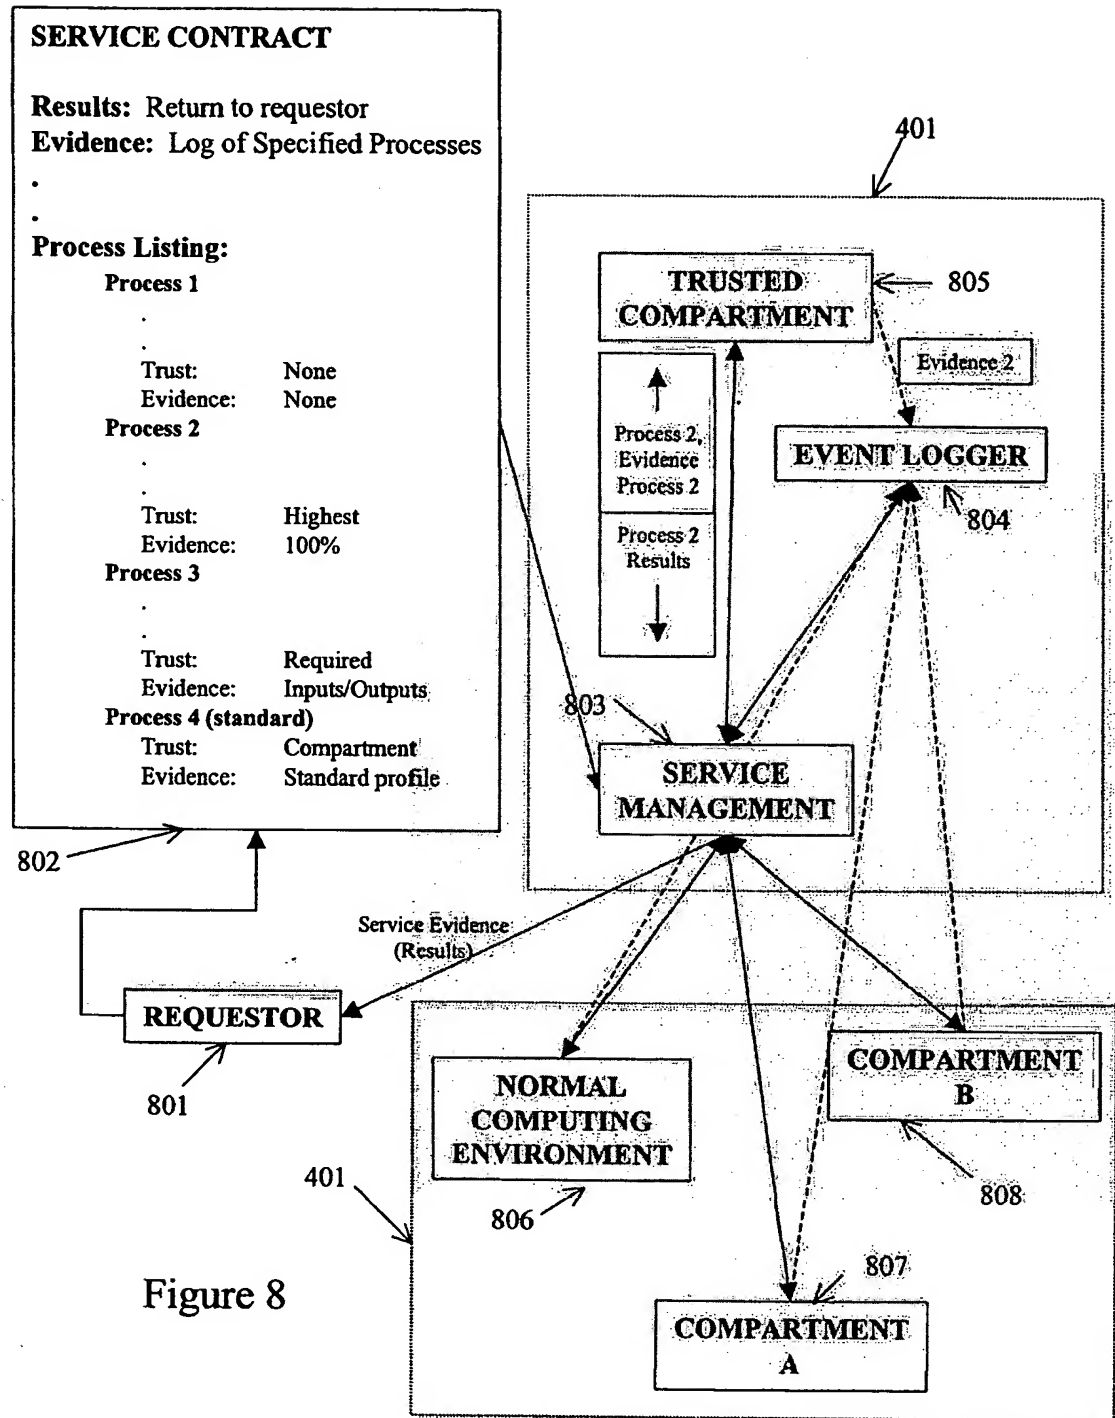 SERVICE CONTRACT
Results: Return to requestor
Evidence: Log of Specified Processes
.
.
Process Listing:
Process 1
.
.
Trust: None
Evidence: None
Process 2
.
.
Trust: Highest
Evidence: 100%
Process 3
.
.
Trust: Required
Evidence: Inputs/Outputs
Process 4 (standard)
Trust: Compartment
Evidence: Standard profile
802
401
TRUSTED
COMPARTMENT
805
Evidence 2
Process 2,
Evidence
Process 2
Process 2
Results
EVENT LOGGER
804
803
SERVICE
MANAGEMENT
Service Evidence
(Results)
REQUESTOR
801
NORMAL
COMPUTING
ENVIRONMENT
806
COMPARTMENT
B
808
401
807
COMPARTMENT
A
Figure 8